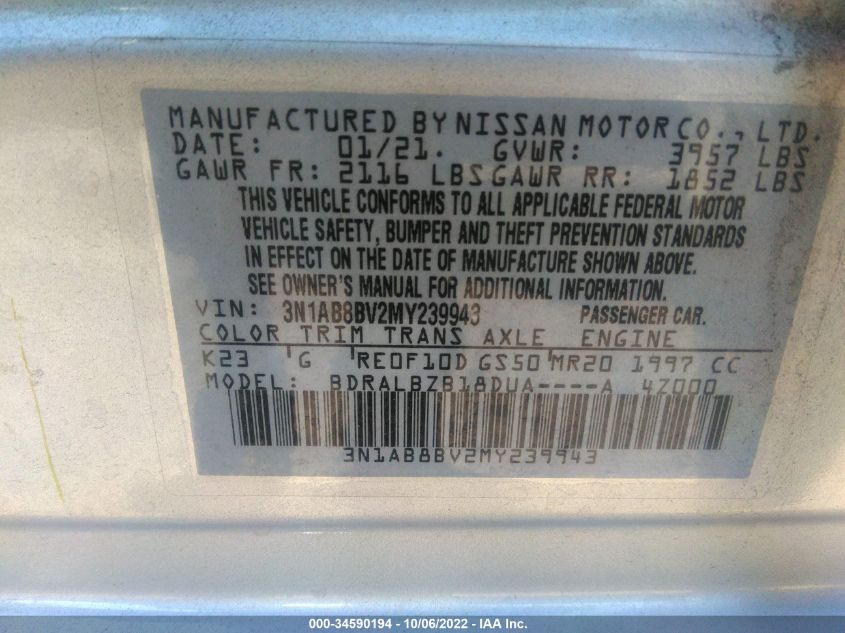 MANUFACTURED BY NISSAN MOTOR CO., LTD.
DATE: 01/21. GVWR: 3957 LBS
GAWR FR: 2116 LBS GAWR RR: 1852 LBS
THIS VEHICLE CONFORMS TO ALL APPLICABLE FEDERAL MOTOR
VEHICLE SAFETY, BUMPER AND THEFT PREVENTION STANDARDS
IN EFFECT ON THE DATE OF MANUFACTURE SHOWN ABOVE.
SEE OWNER'S MANUAL FOR ADDITIONAL INFORMATION.
VIN: 3N1AB8BV2MY239943 PASSENGER CAR.
COLOR TRIM TRANS AXLE ENGINE
K23 G RE0F10D GS50 MR20 1997 CC
MODEL: BDRALBZB18DUA----A 4Z000
3N1AB8BV2MY239943
000-34590194 - 10/06/2022 - IAA Inc.